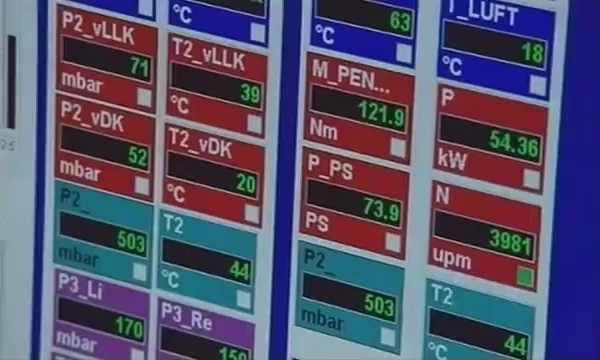 °C
P2_vLLK
71
mbar
P2_vDK
52
mbar
P2_
503
mbar
P3_Li
170
mbar
T2_vLLK
39
°C
T2_vDK
20
°C
T2
44
°C
P3_Re
63
°C
M_PEN...
121.9
Nm
P_PS
73.9
PS
P2_
503
mbar
T_LUFT
18
°C
P
54.36
kW
N
3981
upm
T2
44
°C
25